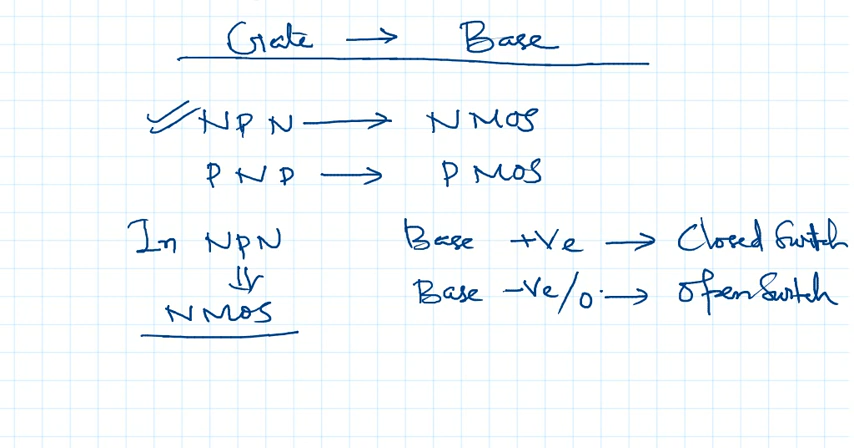 Gate → Base
NPN → NMOS
PNP → PMOS
In NPN Base +Ve → Closed Switch
⇓ Base -Ve/0 → Open Switch
NMOS